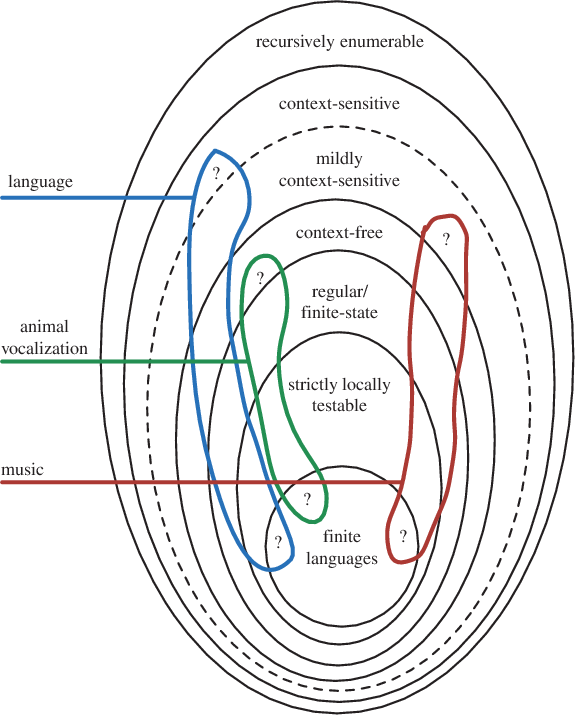 recursively enumerable
context-sensitive
mildly
context-sensitive
?
language
context-free
?
?
regular/
finite-state
animal
vocalization
strictly locally
testable
music
?
?
?
finite
languages